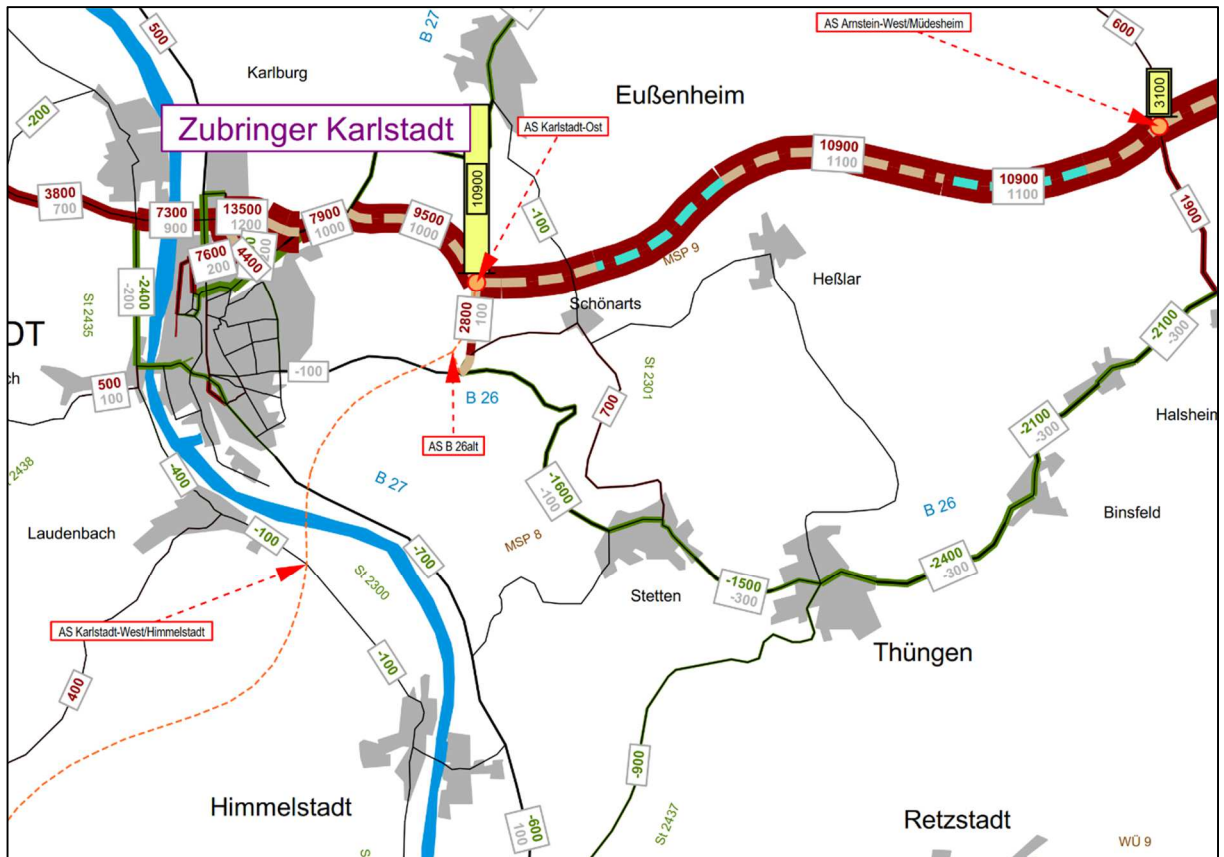 500
B 27
AS Arnstein-West/Müdesheim
600
Karlburg
-200
Eußenheim
3100
Zubringer Karlstadt
AS Karlstadt-Ost
10900
10900
1100
10900
1100
3800
700
7300
900
13500
1200
7900
1000
9500
1000
-100
1900
7600
200
4400
MSP 9
Heßlar
-2400
-200
St 2435
2800
100
Schönarts
-2100
-300
DT
ch
500
100
-100
B 26
St 2301
700
Halsheim
-2100
-300
AS B 26alt
2438
-400
B 27
-1600
-100
B 26
Binsfeld
Laudenbach
-100
-700
MSP 8
-2400
-300
St 2300
Stetten
-1500
-300
AS Karlstadt-West/Himmelstadt
Thüngen
400
-100
-900
Himmelstadt
-600
100
St 2437
Retzstadt
WÜ 9